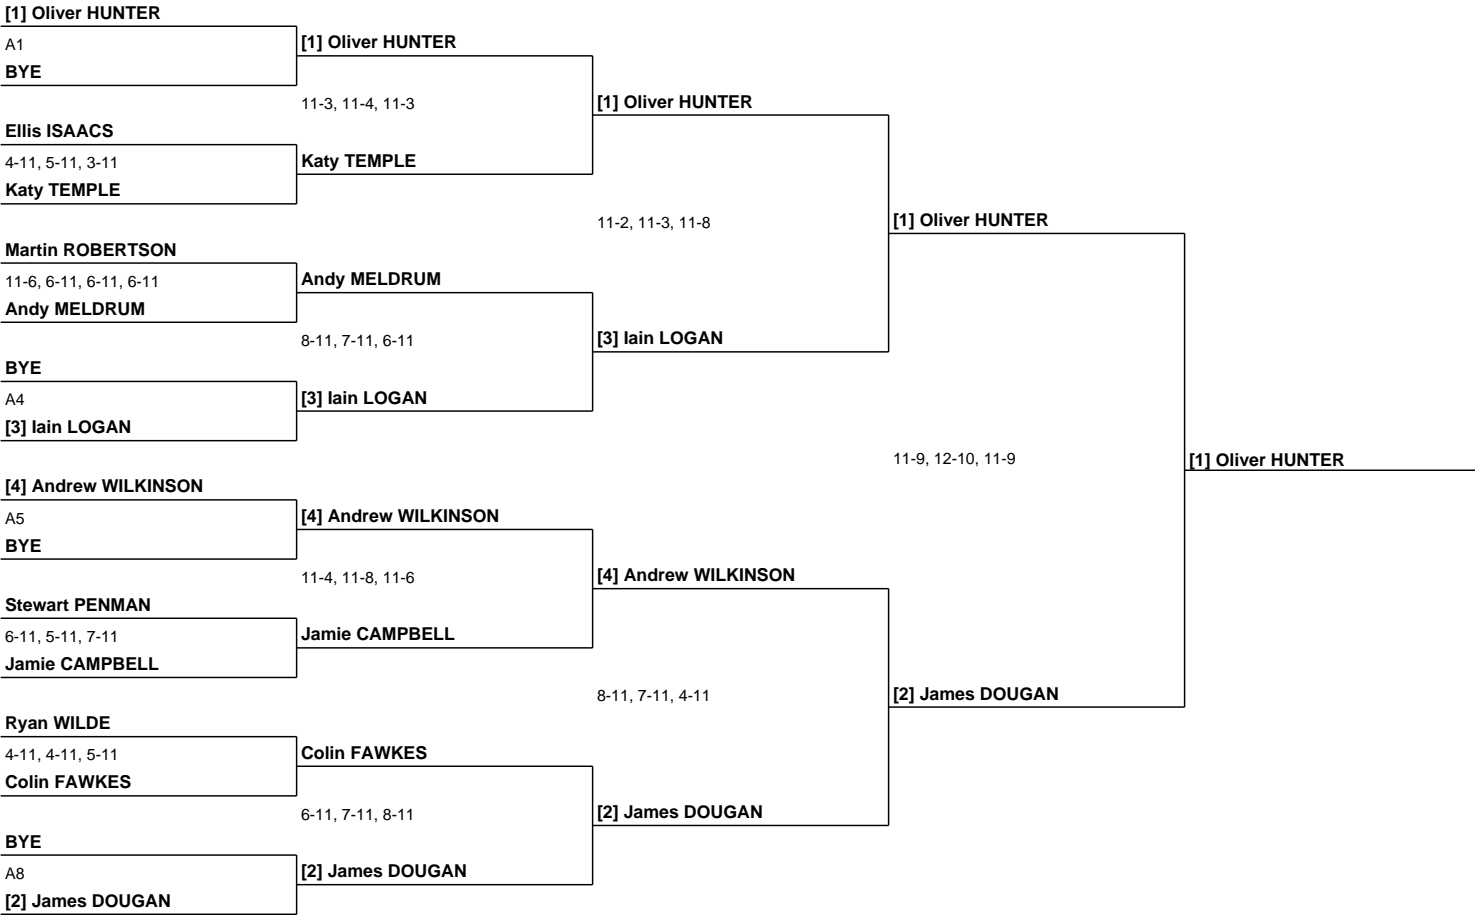 [1] Oliver HUNTER
A1
BYE
Ellis ISAACS
4-11, 5-11, 3-11
Katy TEMPLE
Martin ROBERTSON
11-6, 6-11, 6-11, 6-11
Andy MELDRUM
BYE
A4
[3] Iain LOGAN
[4] Andrew WILKINSON
A5
BYE
Stewart PENMAN
6-11, 5-11, 7-11
Jamie CAMPBELL
Ryan WILDE
4-11, 4-11, 5-11
Colin FAWKES
BYE
A8
[2] James DOUGAN
[1] Oliver HUNTER
11-3, 11-4, 11-3
Katy TEMPLE
Andy MELDRUM
8-11, 7-11, 6-11
[3] Iain LOGAN
[4] Andrew WILKINSON
11-4, 11-8, 11-6
Jamie CAMPBELL
Colin FAWKES
6-11, 7-11, 8-11
[2] James DOUGAN
[1] Oliver HUNTER
11-2, 11-3, 11-8
[3] Iain LOGAN
[4] Andrew WILKINSON
8-11, 7-11, 4-11
[2] James DOUGAN
[1] Oliver HUNTER
11-9, 12-10, 11-9
[2] James DOUGAN
[1] Oliver HUNTER